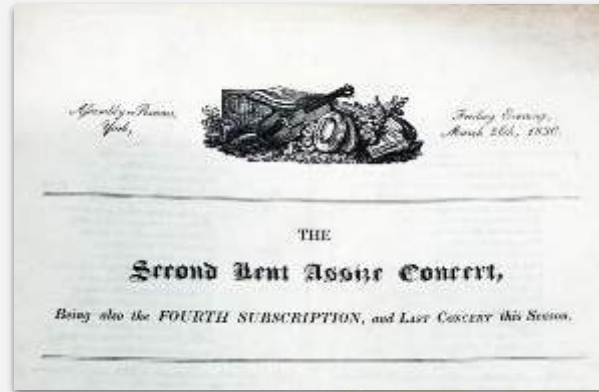 Assembly Rooms,
York,
Friday Evening,
March 26th, 1830.
THE
Second Lent Assize Concert,
Being also the FOURTH SUBSCRIPTION, and LAST CONCERT this Season.